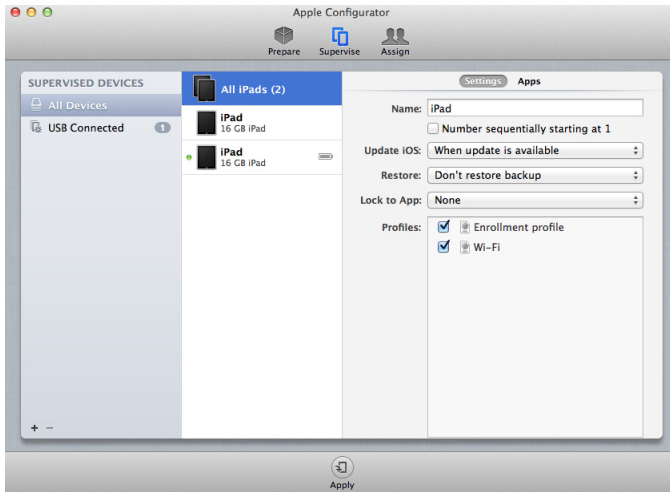 Apple Configurator
Prepare Supervise Assign
SUPERVISED DEVICES
All Devices
USB Connected 1
All iPads (2)
iPad
16 GB iPad
iPad
16 GB iPad
Settings Apps
Name: iPad
Number sequentially starting at 1
Update iOS: When update is available
Restore: Don't restore backup
Lock to App: None
Profiles: Enrollment profile
Wi-Fi
+ −
Apply